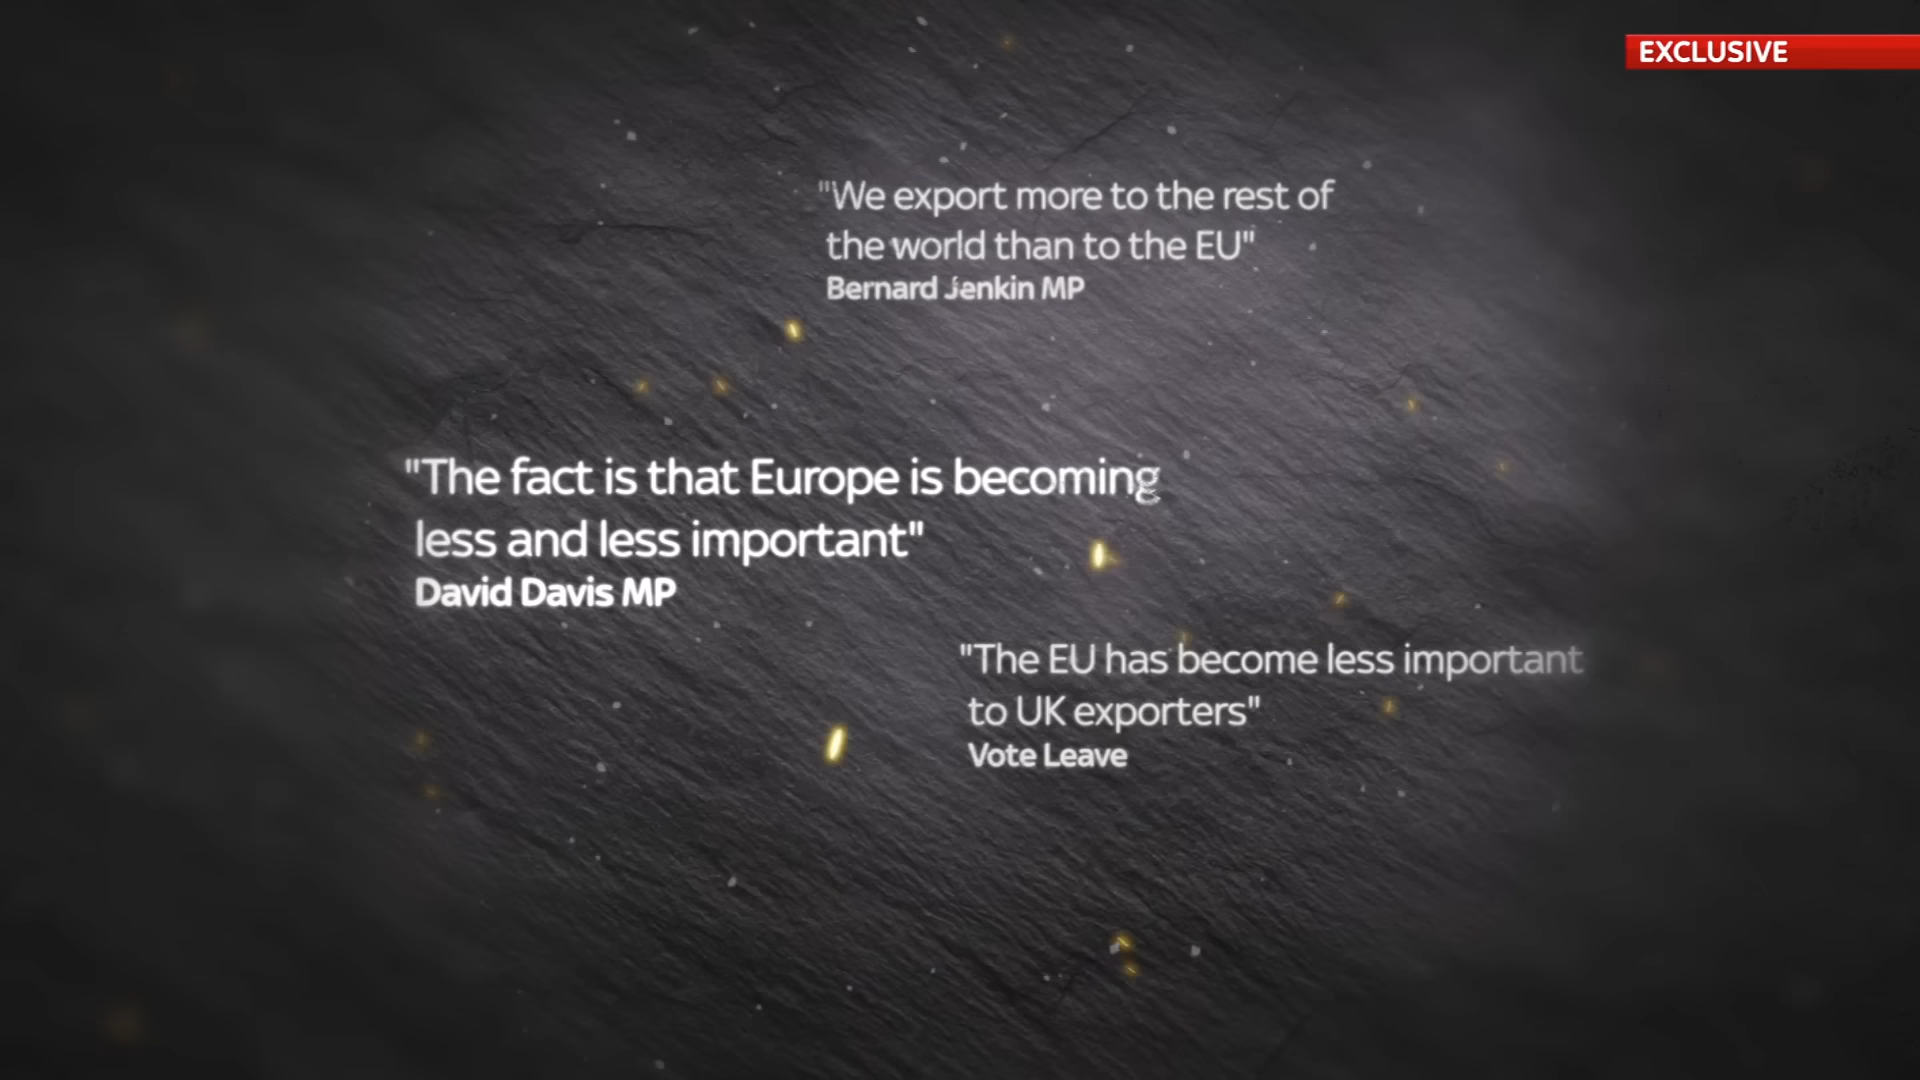 EXCLUSIVE
"We export more to the rest of
the world than to the EU"
Bernard Jenkin MP
"The fact is that Europe is becoming
less and less important"
David Davis MP
"The EU has become less important
to UK exporters"
Vote Leave